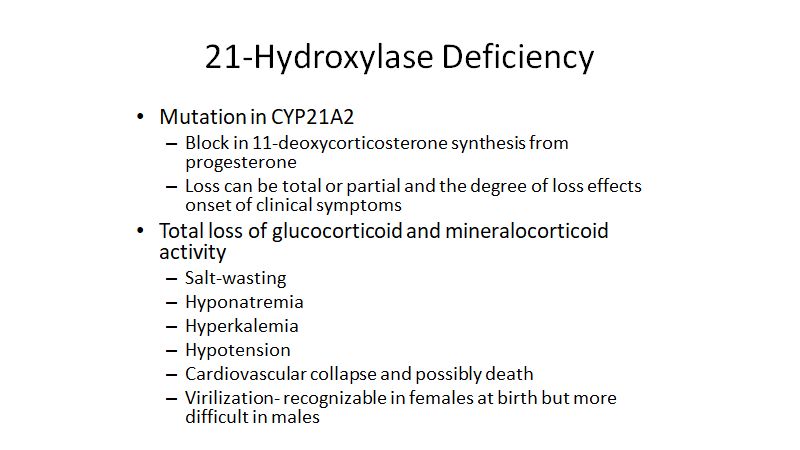 21-Hydroxylase Deficiency
• Mutation in CYP21A2
– Block in 11-deoxycorticosterone synthesis from
progesterone
– Loss can be total or partial and the degree of loss effects
onset of clinical symptoms
• Total loss of glucocorticoid and mineralocorticoid
activity
– Salt-wasting
– Hyponatremia
– Hyperkalemia
– Hypotension
– Cardiovascular collapse and possibly death
– Virilization- recognizable in females at birth but more
difficult in males